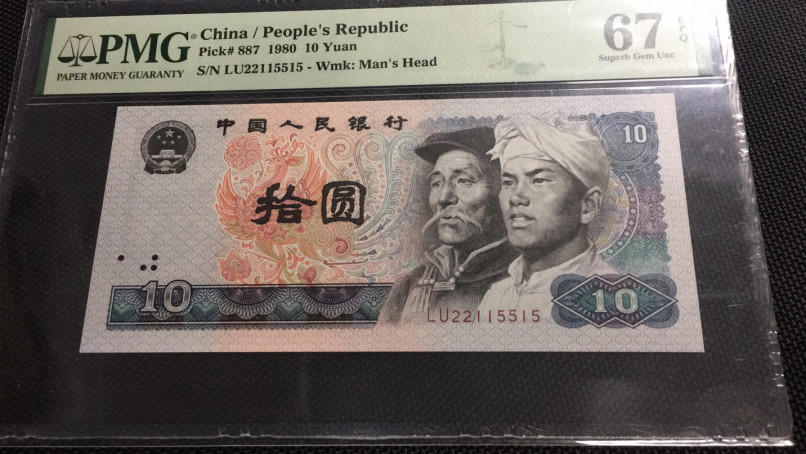 PMG
PAPER MONEY GUARANTY
China / People's Republic
Pick# 887 1980 10 Yuan
S/N LU22115515 - Wmk: Man's Head
67 EPQ
Superb Gem Unc
中国人民银行
10
拾圆
10
10
LU22115515